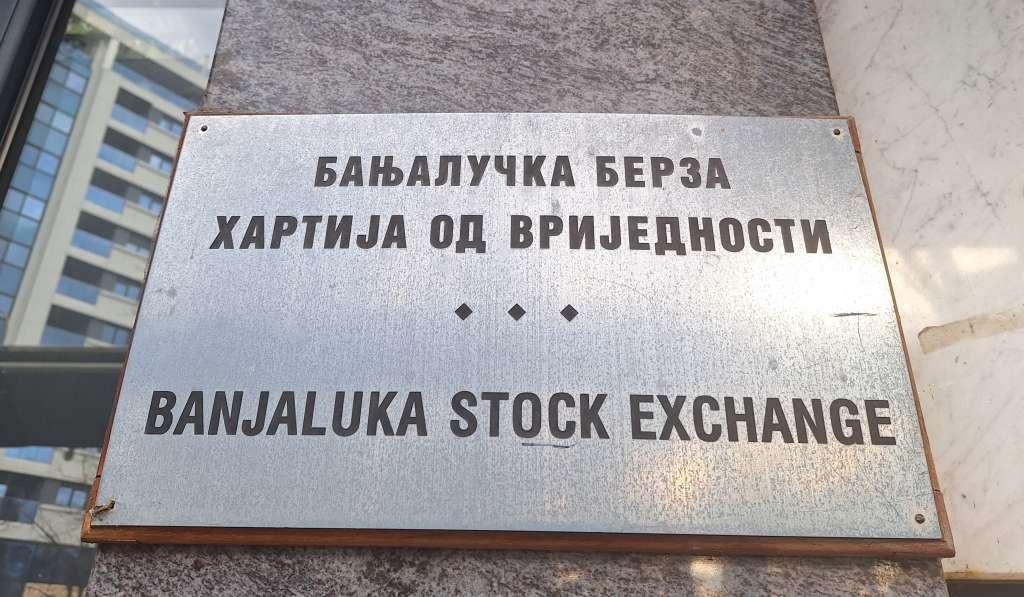 БАЊАЛУЧКА БЕРЗА
ХАРТИЈА ОД ВРИЈЕДНОСТИ
BANJALUKA STOCK EXCHANGE